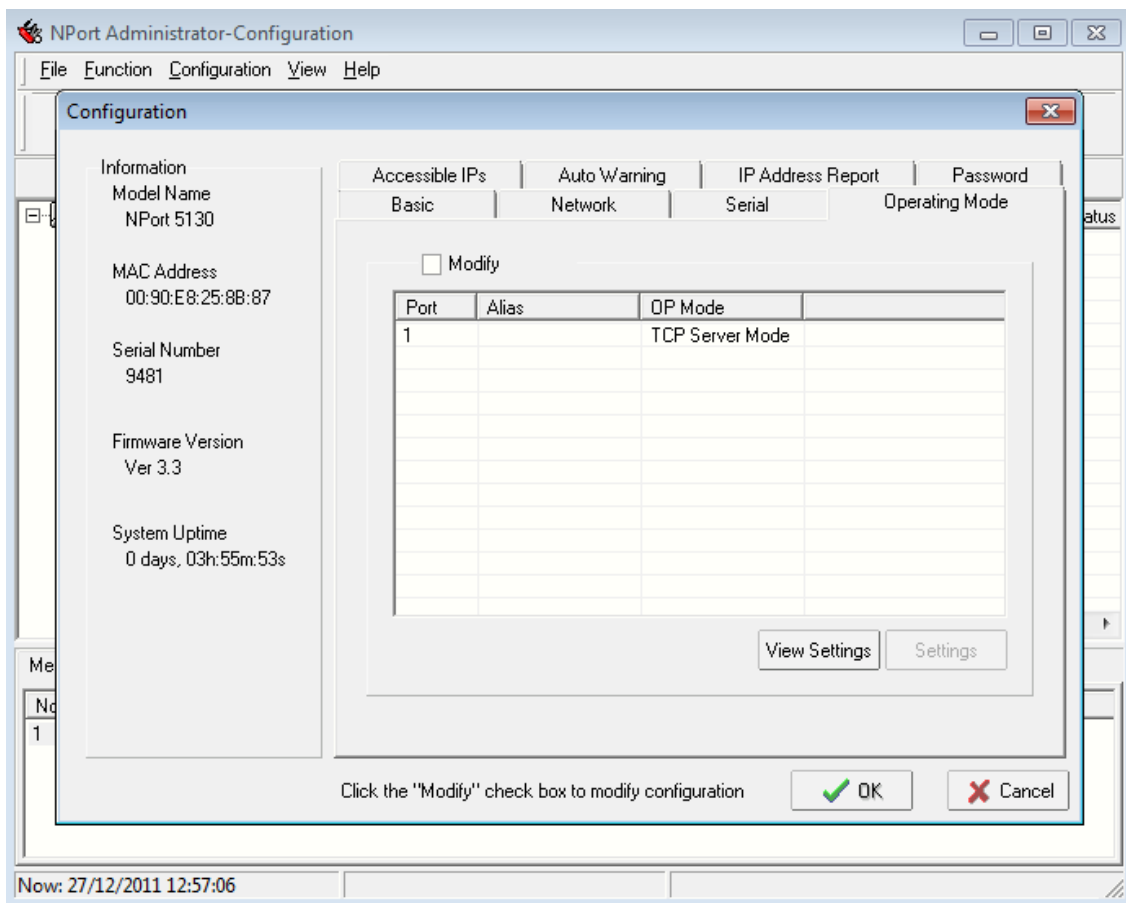 NPort Administrator-Configuration
File Function Configuration View Help
Configuration
Information
Model Name
NPort 5130
MAC Address
00:90:E8:25:8B:87
Serial Number
9481
Firmware Version
Ver 3.3
System Uptime
0 days, 03h:55m:53s
Accessible IPs Auto Warning IP Address Report Password
Basic Network Serial Operating Mode
Modify
Port Alias OP Mode
1 TCP Server Mode
View Settings Settings
Click the "Modify" check box to modify configuration
OK Cancel
atus
Me
No
1
Now: 27/12/2011 12:57:06